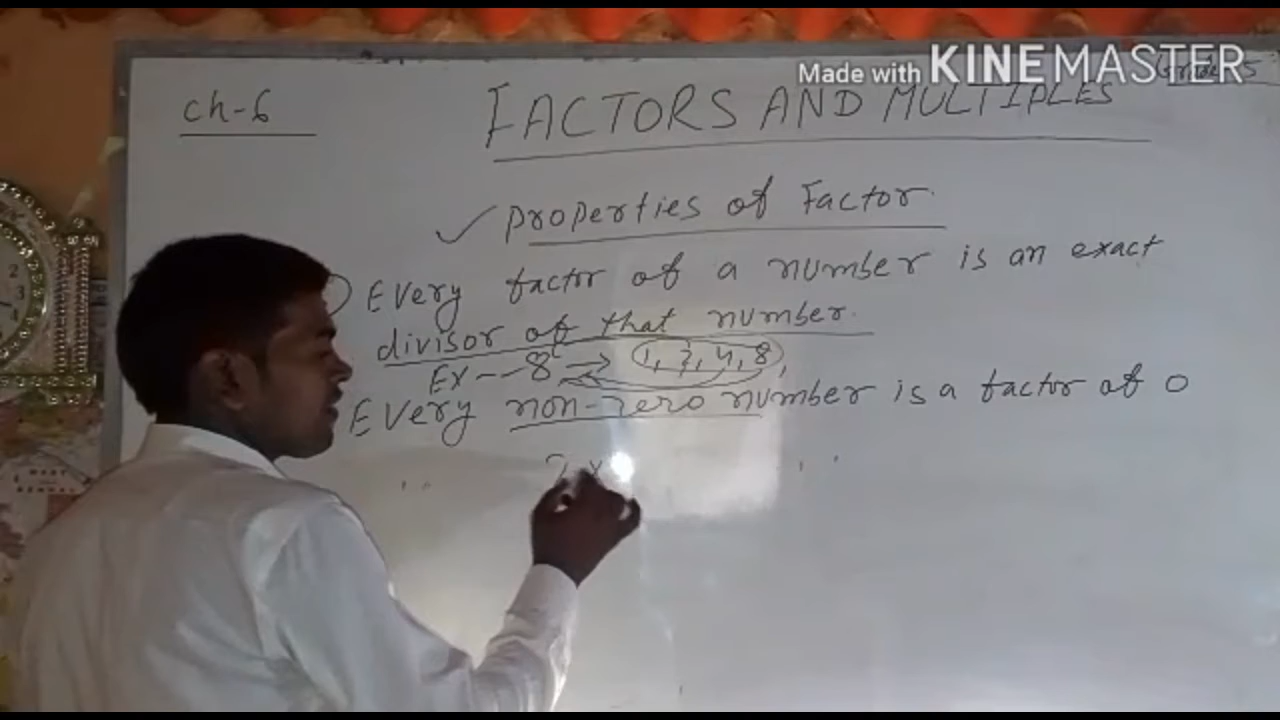 Made with KINEMASTER
Ch-6
FACTORS AND MULTIPLES
✓ Properties of Factor.
Every factor of a number is an exact
divisor of that number.
Ex--8 → 1, 2, 4, 8,
Every non-zero number is a factor of 0
2 x